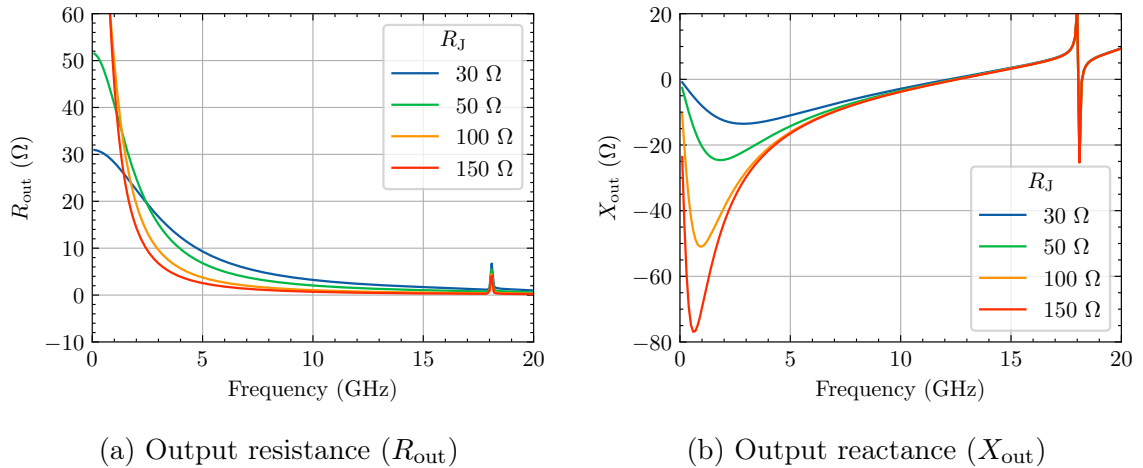 60
50
40
30
20
10
0
−10
R_out (Ω)
R_J
30 Ω
50 Ω
100 Ω
150 Ω
0 5 10 15 20
Frequency (GHz)
(a) Output resistance (R_out)
20
0
−20
−40
−60
−80
X_out (Ω)
R_J
30 Ω
50 Ω
100 Ω
150 Ω
0 5 10 15 20
Frequency (GHz)
(b) Output reactance (X_out)